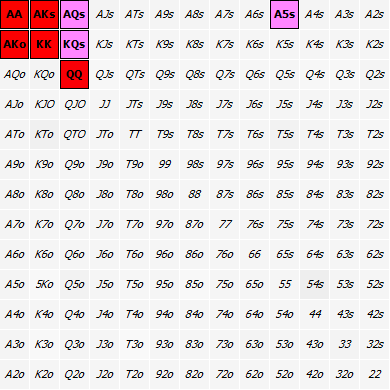 AA AKs AQs AJs ATs A9s A8s A7s A6s A5s A4s A3s A2s
AKo KK KQs KJs KTs K9s K8s K7s K6s K5s K4s K3s K2s
AQo KQo QQ QJs QTs Q9s Q8s Q7s Q6s Q5s Q4s Q3s Q2s
AJo KJO QJO JJ JTs J9s J8s J7s J6s J5s J4s J3s J2s
ATo KTo QTO JTo TT T9s T8s T7s T6s T5s T4s T3s T2s
A9o K9o Q9o J9o T9o 99 98s 97s 96s 95s 94s 93s 92s
A8o K8o Q8o J8o T8o 98o 88 87s 86s 85s 84s 83s 82s
A7o K7o Q7o J7o T7o 97o 87o 77 76s 75s 74s 73s 72s
A6o K6o Q6o J6o T6o 96o 86o 76o 66 65s 64s 63s 62s
A5o 5Ko Q5o J5o T5o 95o 85o 75o 65o 55 54s 53s 52s
A4o K4o Q4o J4o T4o 94o 84o 74o 64o 54o 44 43s 42s
A3o K3o Q3o J3o T3o 93o 83o 73o 63o 53o 43o 33 32s
A2o K2o Q2o J2o T2o 92o 82o 72o 62o 52o 42o 32o 22